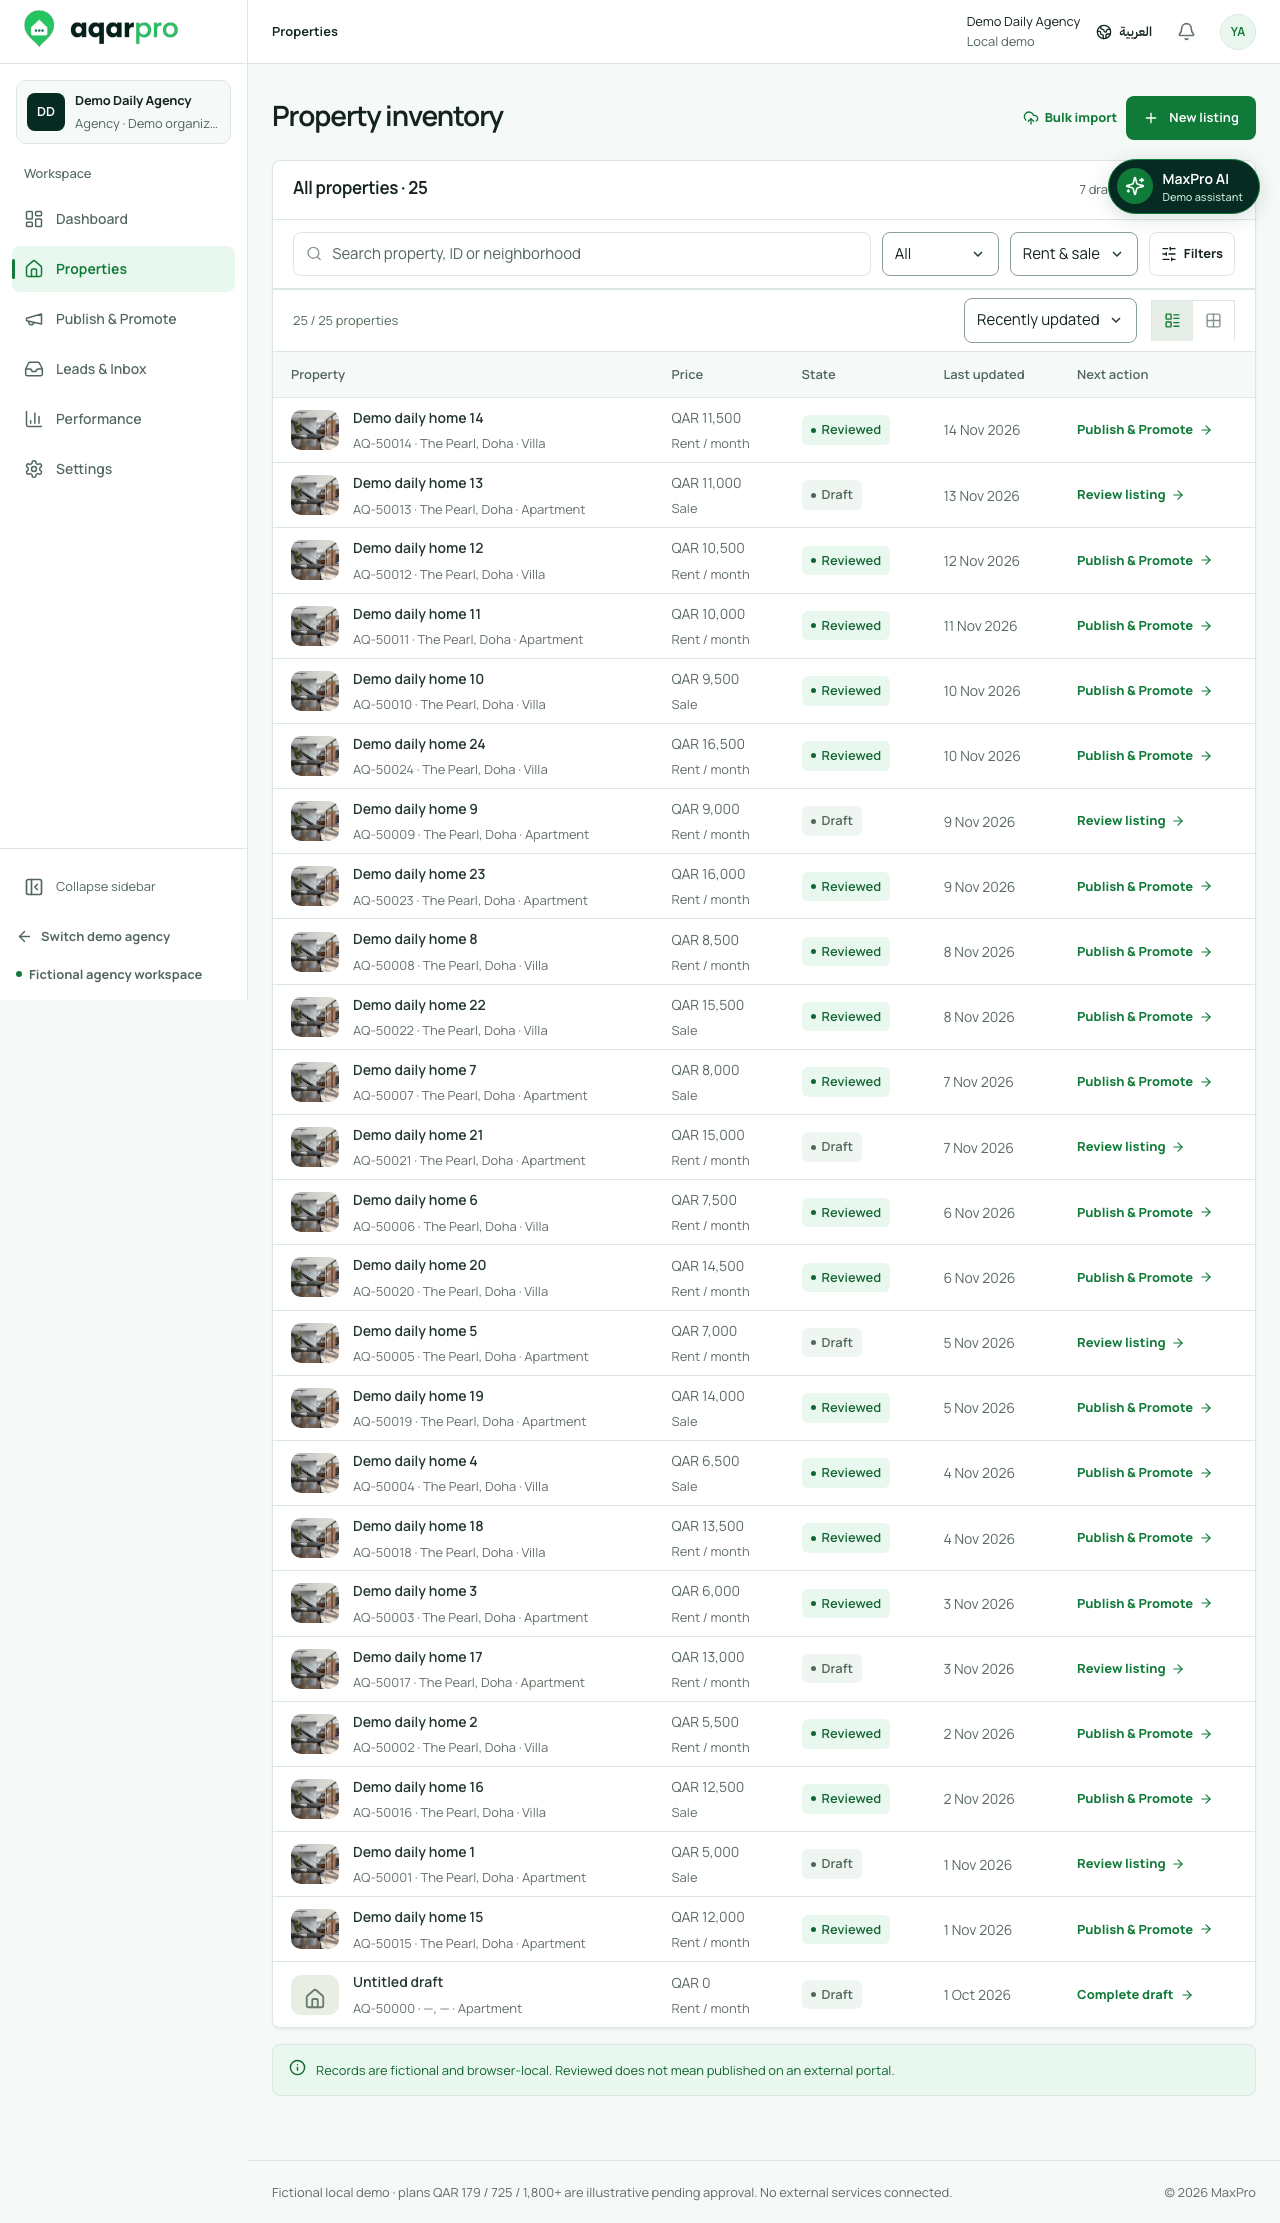 aqarpro
Properties
Demo Daily Agency
Local demo
العربية
YA
DD
Demo Daily Agency
Agency · Demo organiz...
Workspace
Dashboard
Properties
Publish & Promote
Leads & Inbox
Performance
Settings
Collapse sidebar
Switch demo agency
Fictional agency workspace
Property inventory
Bulk import
New listing
All properties · 25
7 dra
MaxPro AI
Demo assistant
Search property, ID or neighborhood
All
Rent & sale
Filters
25 / 25 properties
Recently updated
Property Price State Last updated Next action
Demo daily home 14 QAR 11,500 Reviewed 14 Nov 2026 Publish & Promote
AQ-50014 · The Pearl, Doha · Villa Rent / month
Demo daily home 13 QAR 11,000 Draft 13 Nov 2026 Review listing
AQ-50013 · The Pearl, Doha · Apartment Sale
Demo daily home 12 QAR 10,500 Reviewed 12 Nov 2026 Publish & Promote
AQ-50012 · The Pearl, Doha · Villa Rent / month
Demo daily home 11 QAR 10,000 Reviewed 11 Nov 2026 Publish & Promote
AQ-50011 · The Pearl, Doha · Apartment Rent / month
Demo daily home 10 QAR 9,500 Reviewed 10 Nov 2026 Publish & Promote
AQ-50010 · The Pearl, Doha · Villa Sale
Demo daily home 24 QAR 16,500 Reviewed 10 Nov 2026 Publish & Promote
AQ-50024 · The Pearl, Doha · Villa Rent / month
Demo daily home 9 QAR 9,000 Draft 9 Nov 2026 Review listing
AQ-50009 · The Pearl, Doha · Apartment Rent / month
Demo daily home 23 QAR 16,000 Reviewed 9 Nov 2026 Publish & Promote
AQ-50023 · The Pearl, Doha · Apartment Rent / month
Demo daily home 8 QAR 8,500 Reviewed 8 Nov 2026 Publish & Promote
AQ-50008 · The Pearl, Doha · Villa Rent / month
Demo daily home 22 QAR 15,500 Reviewed 8 Nov 2026 Publish & Promote
AQ-50022 · The Pearl, Doha · Villa Sale
Demo daily home 7 QAR 8,000 Reviewed 7 Nov 2026 Publish & Promote
AQ-50007 · The Pearl, Doha · Apartment Sale
Demo daily home 21 QAR 15,000 Draft 7 Nov 2026 Review listing
AQ-50021 · The Pearl, Doha · Apartment Rent / month
Demo daily home 6 QAR 7,500 Reviewed 6 Nov 2026 Publish & Promote
AQ-50006 · The Pearl, Doha · Villa Rent / month
Demo daily home 20 QAR 14,500 Reviewed 6 Nov 2026 Publish & Promote
AQ-50020 · The Pearl, Doha · Villa Rent / month
Demo daily home 5 QAR 7,000 Draft 5 Nov 2026 Review listing
AQ-50005 · The Pearl, Doha · Apartment Rent / month
Demo daily home 19 QAR 14,000 Reviewed 5 Nov 2026 Publish & Promote
AQ-50019 · The Pearl, Doha · Apartment Sale
Demo daily home 4 QAR 6,500 Reviewed 4 Nov 2026 Publish & Promote
AQ-50004 · The Pearl, Doha · Villa Sale
Demo daily home 18 QAR 13,500 Reviewed 4 Nov 2026 Publish & Promote
AQ-50018 · The Pearl, Doha · Villa Rent / month
Demo daily home 3 QAR 6,000 Reviewed 3 Nov 2026 Publish & Promote
AQ-50003 · The Pearl, Doha · Apartment Rent / month
Demo daily home 17 QAR 13,000 Draft 3 Nov 2026 Review listing
AQ-50017 · The Pearl, Doha · Apartment Rent / month
Demo daily home 2 QAR 5,500 Reviewed 2 Nov 2026 Publish & Promote
AQ-50002 · The Pearl, Doha · Villa Rent / month
Demo daily home 16 QAR 12,500 Reviewed 2 Nov 2026 Publish & Promote
AQ-50016 · The Pearl, Doha · Villa Sale
Demo daily home 1 QAR 5,000 Draft 1 Nov 2026 Review listing
AQ-50001 · The Pearl, Doha · Apartment Sale
Demo daily home 15 QAR 12,000 Reviewed 1 Nov 2026 Publish & Promote
AQ-50015 · The Pearl, Doha · Apartment Rent / month
Untitled draft QAR 0 Draft 1 Oct 2026 Complete draft
AQ-50000 · —, — · Apartment Rent / month
Records are fictional and browser-local. Reviewed does not mean published on an external portal.
Fictional local demo · plans QAR 179 / 725 / 1,800+ are illustrative pending approval. No external services connected.
© 2026 MaxPro